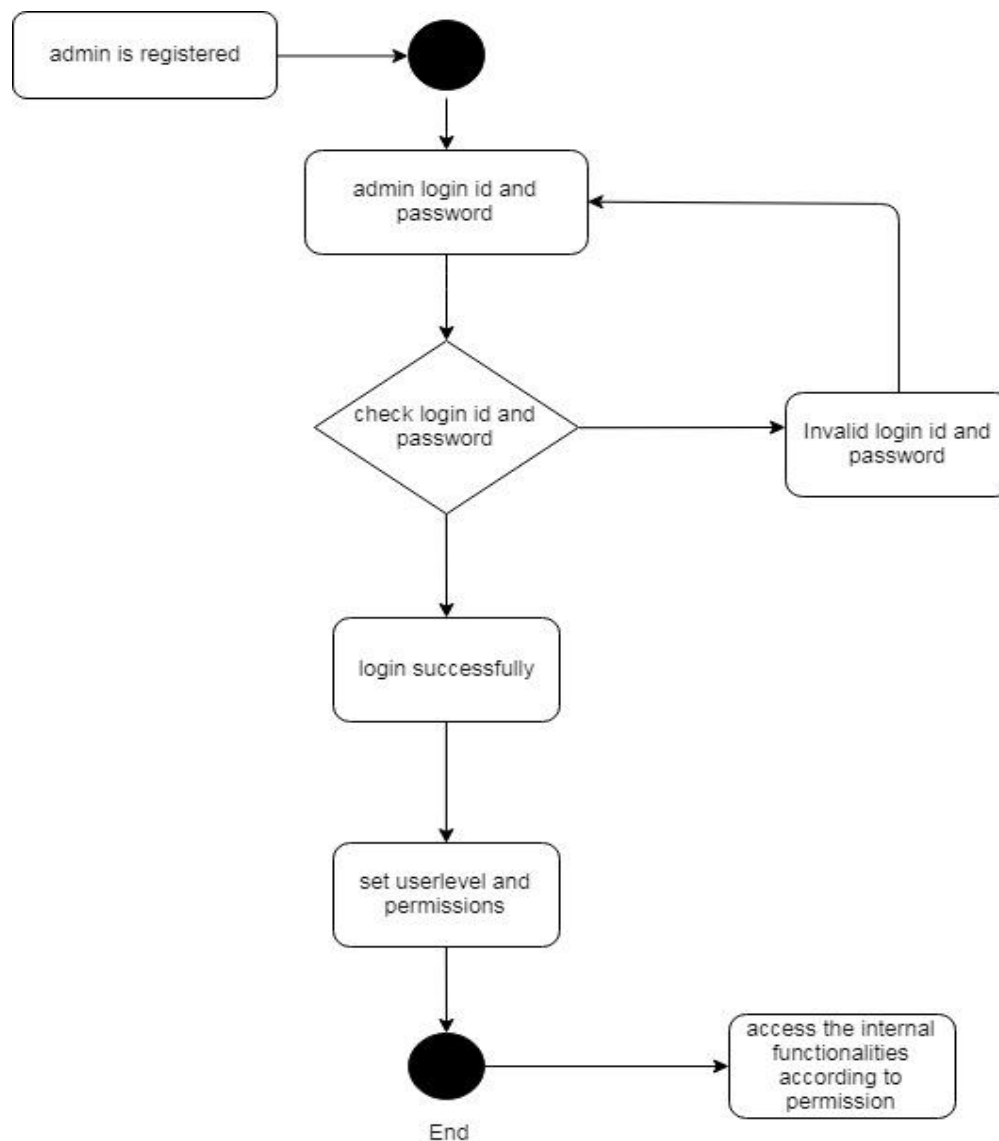 admin is registered
admin login id and
password
check login id and
password
Invalid login id and
password
login successfully
set userlevel and
permissions
access the internal
functionalities
according to
permission
End